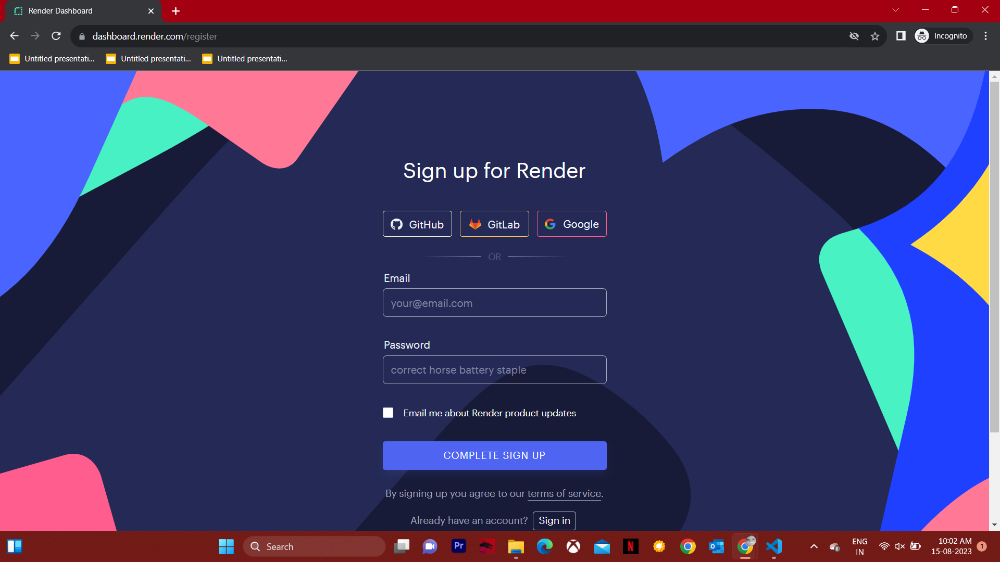 Render Dashboard
dashboard.render.com/register
Incognito
Untitled presentati...
Untitled presentati...
Untitled presentati...
Sign up for Render
GitHub
GitLab
Google
OR
Email
your@email.com
Password
correct horse battery staple
Email me about Render product updates
COMPLETE SIGN UP
By signing up you agree to our terms of service.
Already have an account? Sign in
Search
Pr
N
ENG
IN
10:02 AM
15-08-2023
1